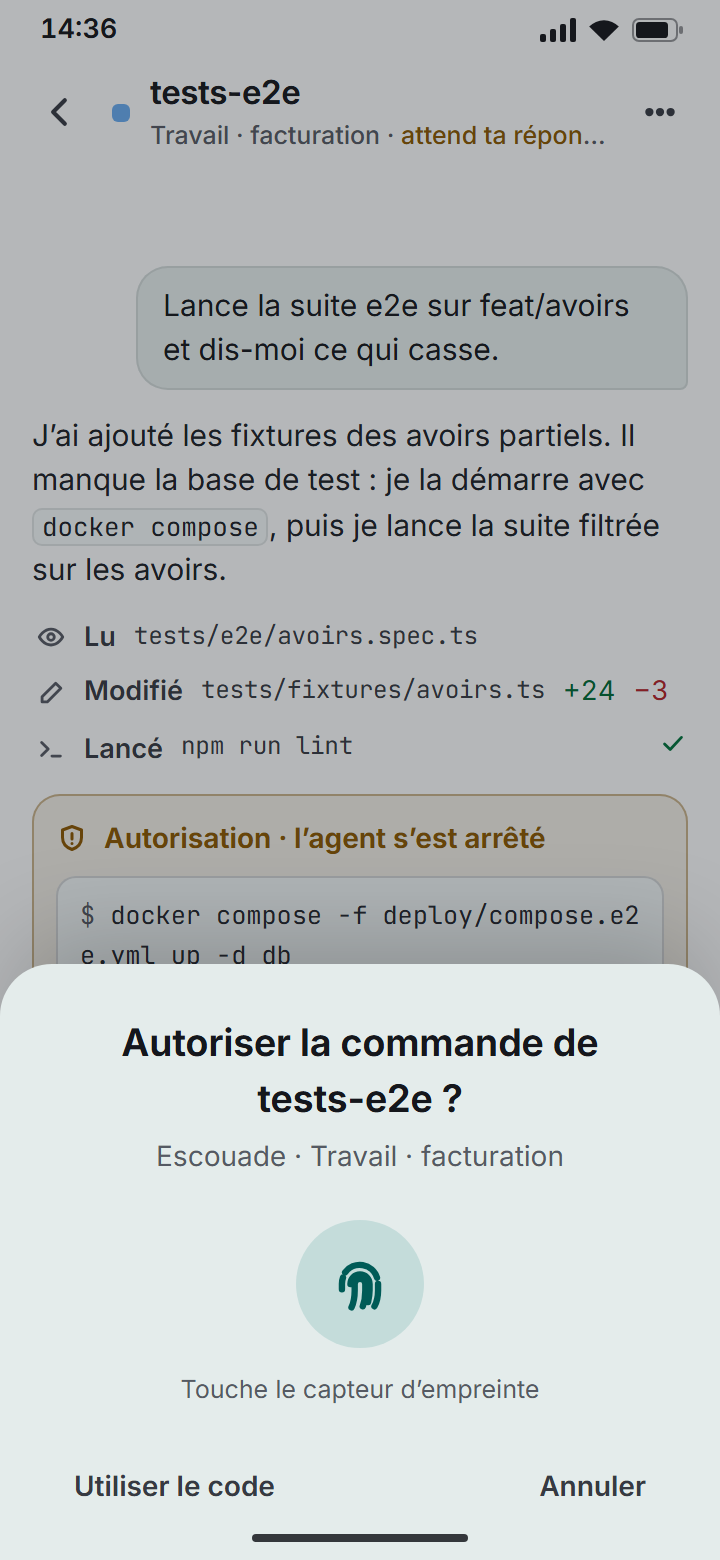 14:36
tests-e2e
Travail · facturation · attend ta répon…
Lance la suite e2e sur feat/avoirs
et dis-moi ce qui casse.
J’ai ajouté les fixtures des avoirs partiels. Il
manque la base de test : je la démarre avec
docker compose, puis je lance la suite filtrée
sur les avoirs.
Lu tests/e2e/avoirs.spec.ts
Modifié tests/fixtures/avoirs.ts +24 −3
Lancé npm run lint
Autorisation · l’agent s’est arrêté
$ docker compose -f deploy/compose.e2
e.yml up -d db
Autoriser la commande de
tests-e2e ?
Escouade · Travail · facturation
Touche le capteur d’empreinte
Utiliser le code
Annuler